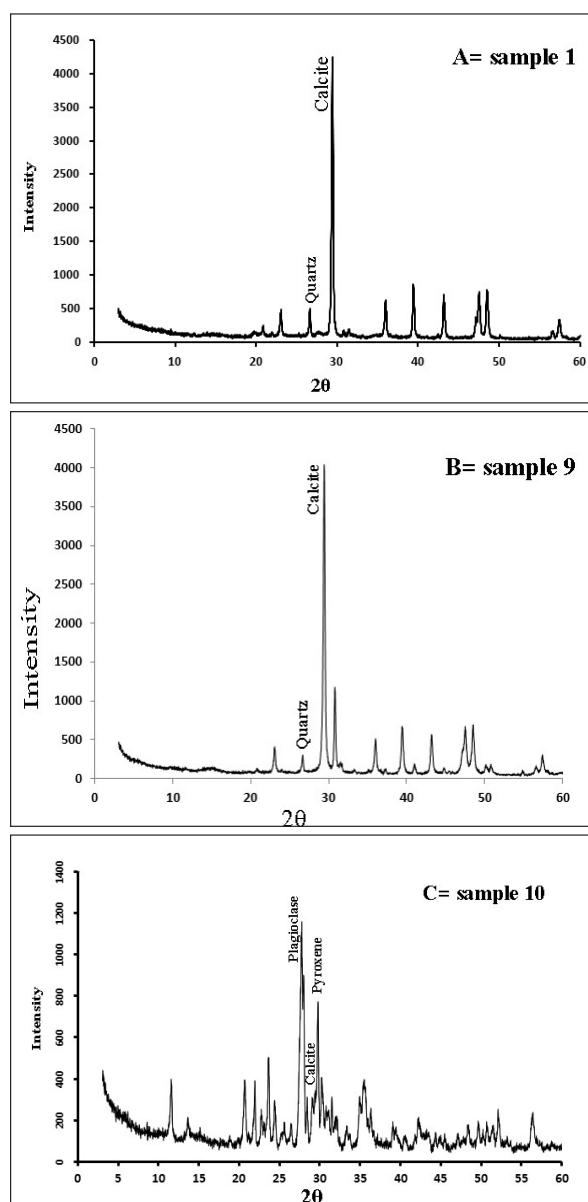 A= sample 1
Intensity
4500
4000
3500
3000
2500
2000
1500
1000
500
0
Calcite
Quartz
0 10 20 30 40 50 60
2θ
B= sample 9
Intensity
4500
4000
3500
3000
2500
2000
1500
1000
500
0
Calcite
Quartz
0 10 20 30 40 50 60
2θ
C= sample 10
Intensity
1400
1200
1000
800
600
400
200
0
Plagioclase
Calcite
Pyroxene
0 5 10 15 20 25 30 35 40 45 50 55 60
2θ